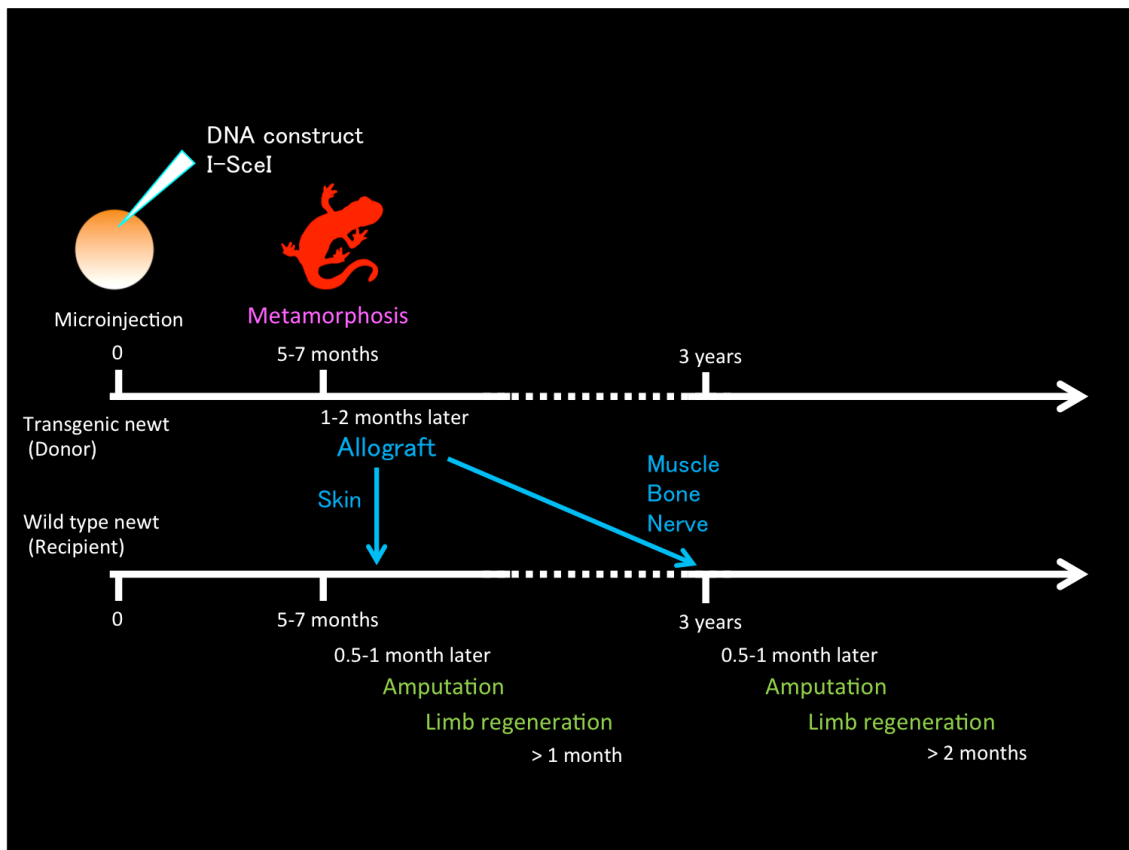 DNA construct
I-SceI
Microinjection
Metamorphosis
0
5-7 months
3 years
Transgenic newt
(Donor)
1-2 months later
Allograft
Skin
Muscle
Bone
Nerve
Wild type newt
(Recipient)
0
5-7 months
3 years
0.5-1 month later
Amputation
Limb regeneration
> 1 month
0.5-1 month later
Amputation
Limb regeneration
> 2 months